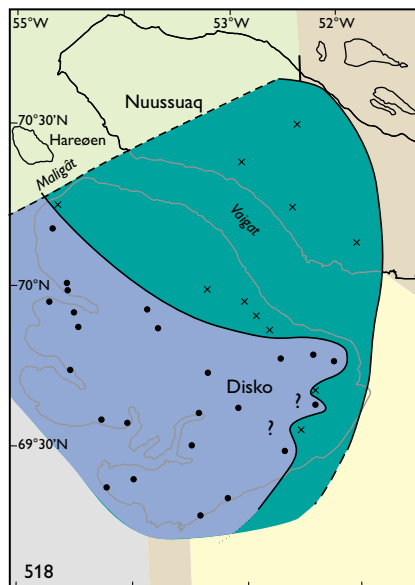 55°W
53°W
52°W
Nuussuaq
70°30'N
Hareøen
Maligât
Vaigat
70°N
Disko
?
?
69°30'N
518